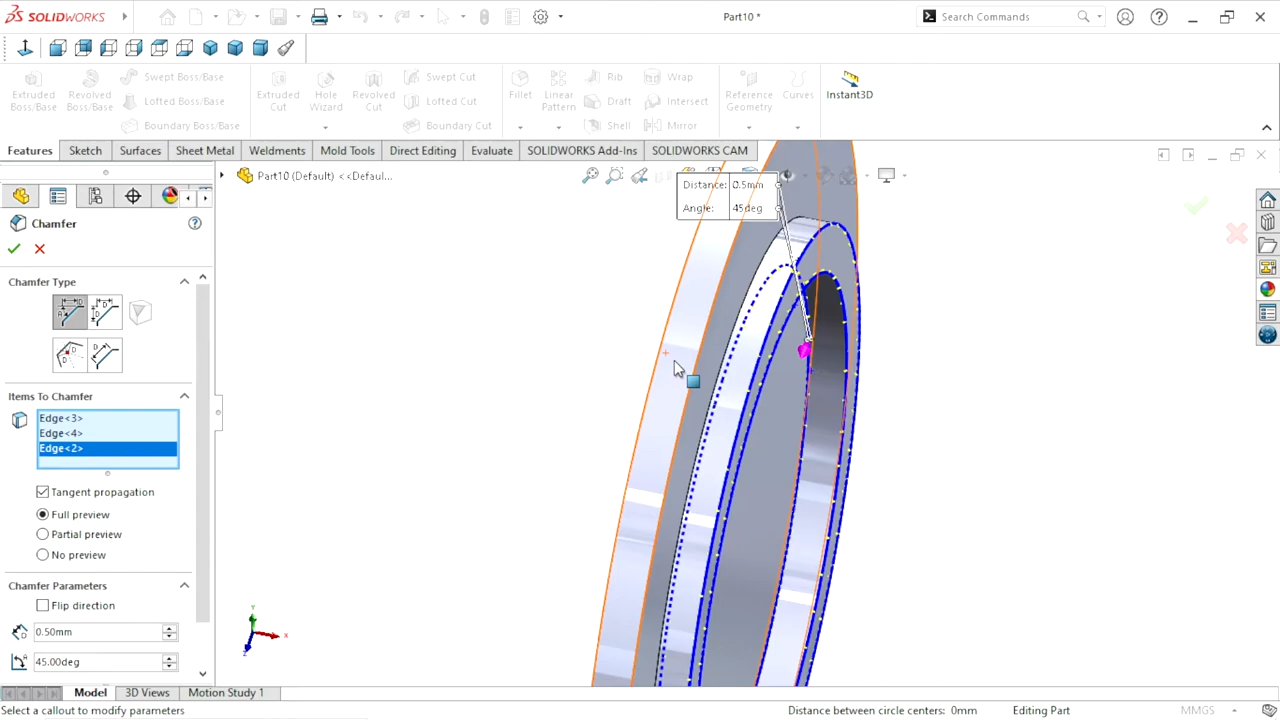 SOLIDWORKS
Part10 *
Search Commands
Extruded Boss/Base
Revolved Boss/Base
Swept Boss/Base
Lofted Boss/Base
Boundary Boss/Base
Extruded Cut
Hole Wizard
Revolved Cut
Swept Cut
Lofted Cut
Boundary Cut
Fillet
Linear Pattern
Rib
Draft
Shell
Wrap
Intersect
Mirror
Reference Geometry
Curves
Instant3D
Features
Sketch
Surfaces
Sheet Metal
Weldments
Mold Tools
Direct Editing
Evaluate
SOLIDWORKS Add-Ins
SOLIDWORKS CAM
Part10 (Default) <<Defaul...
Distance: 0.5mm
Angle: 45deg
Chamfer
Chamfer Type
Items To Chamfer
Edge<3>
Edge<4>
Edge<2>
Tangent propagation
Full preview
Partial preview
No preview
Chamfer Parameters
Flip direction
0.50mm
45.00deg
Y
X
Z
Model
3D Views
Motion Study 1
Select a callout to modify parameters
Distance between circle centers: 0mm
Editing Part
MMGS